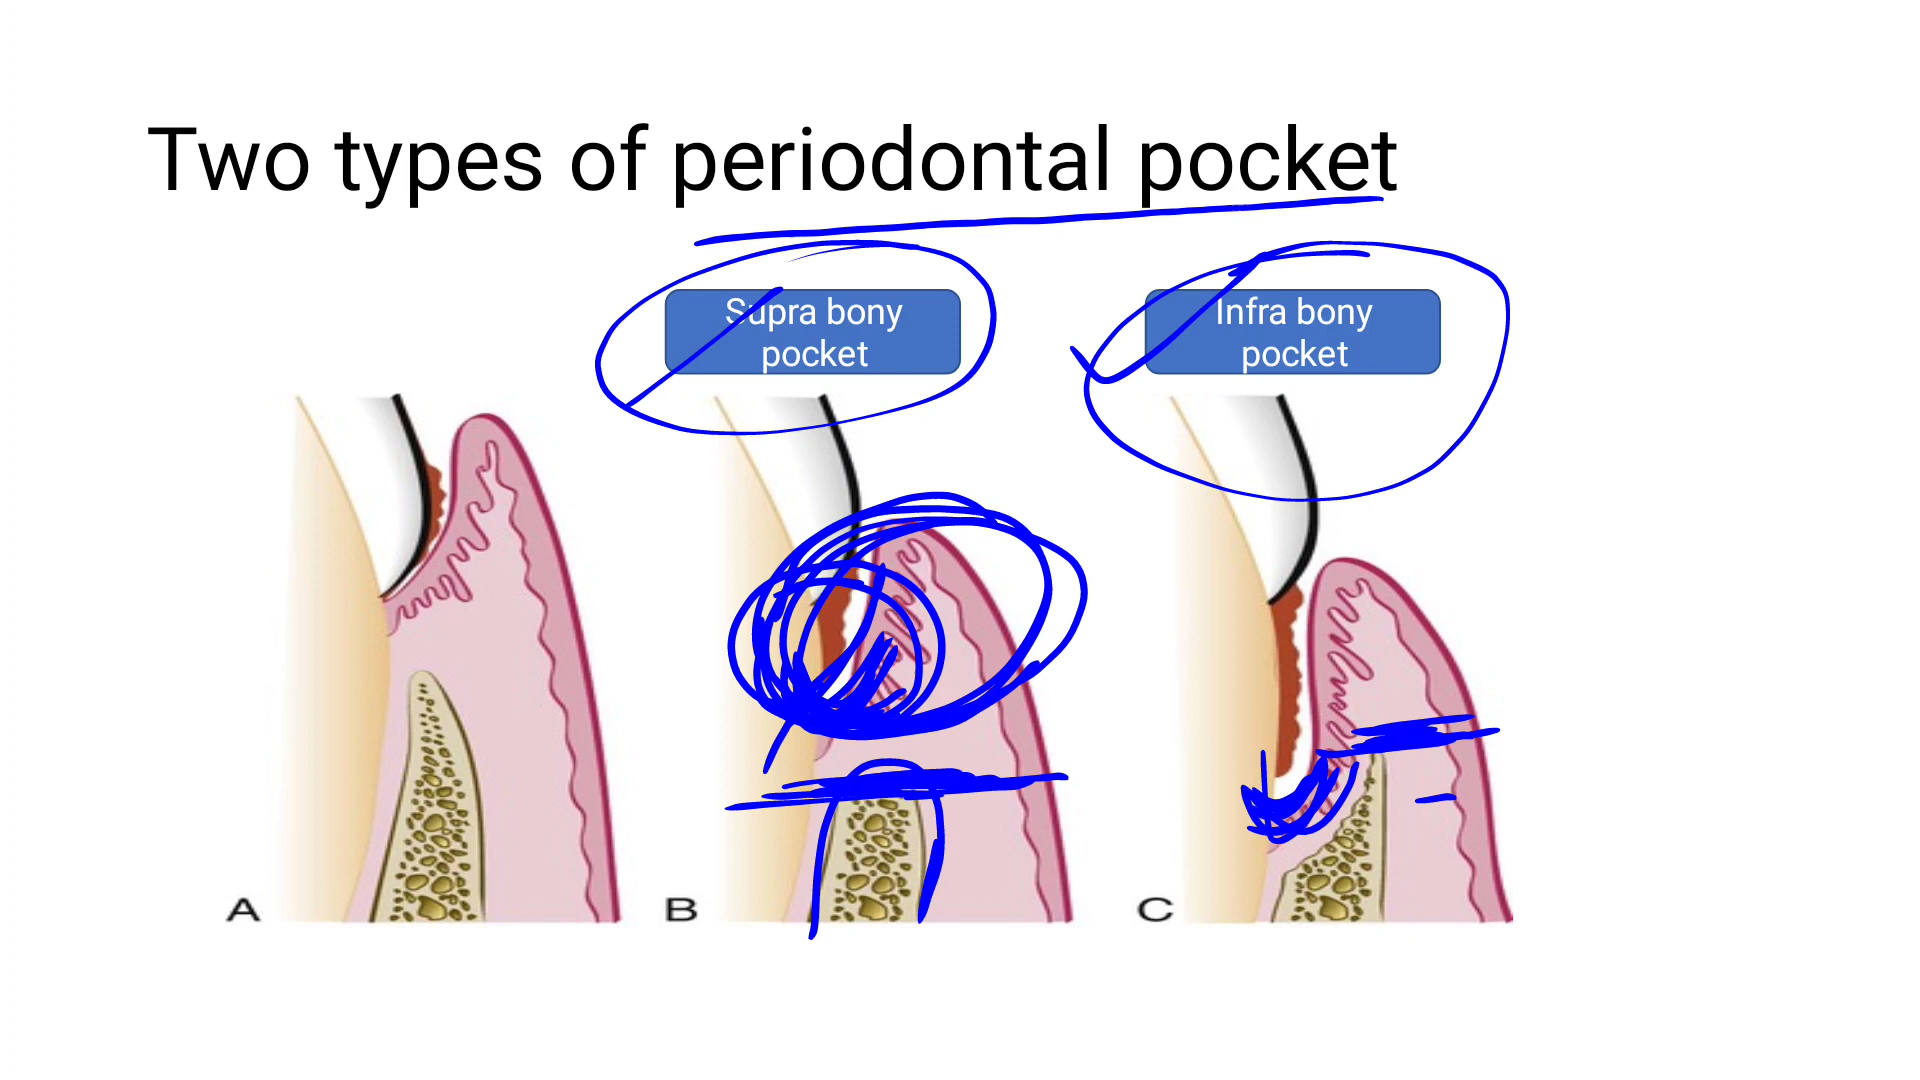 Two types of periodontal pocket
Supra bony
pocket
Infra bony
pocket
A
B
C